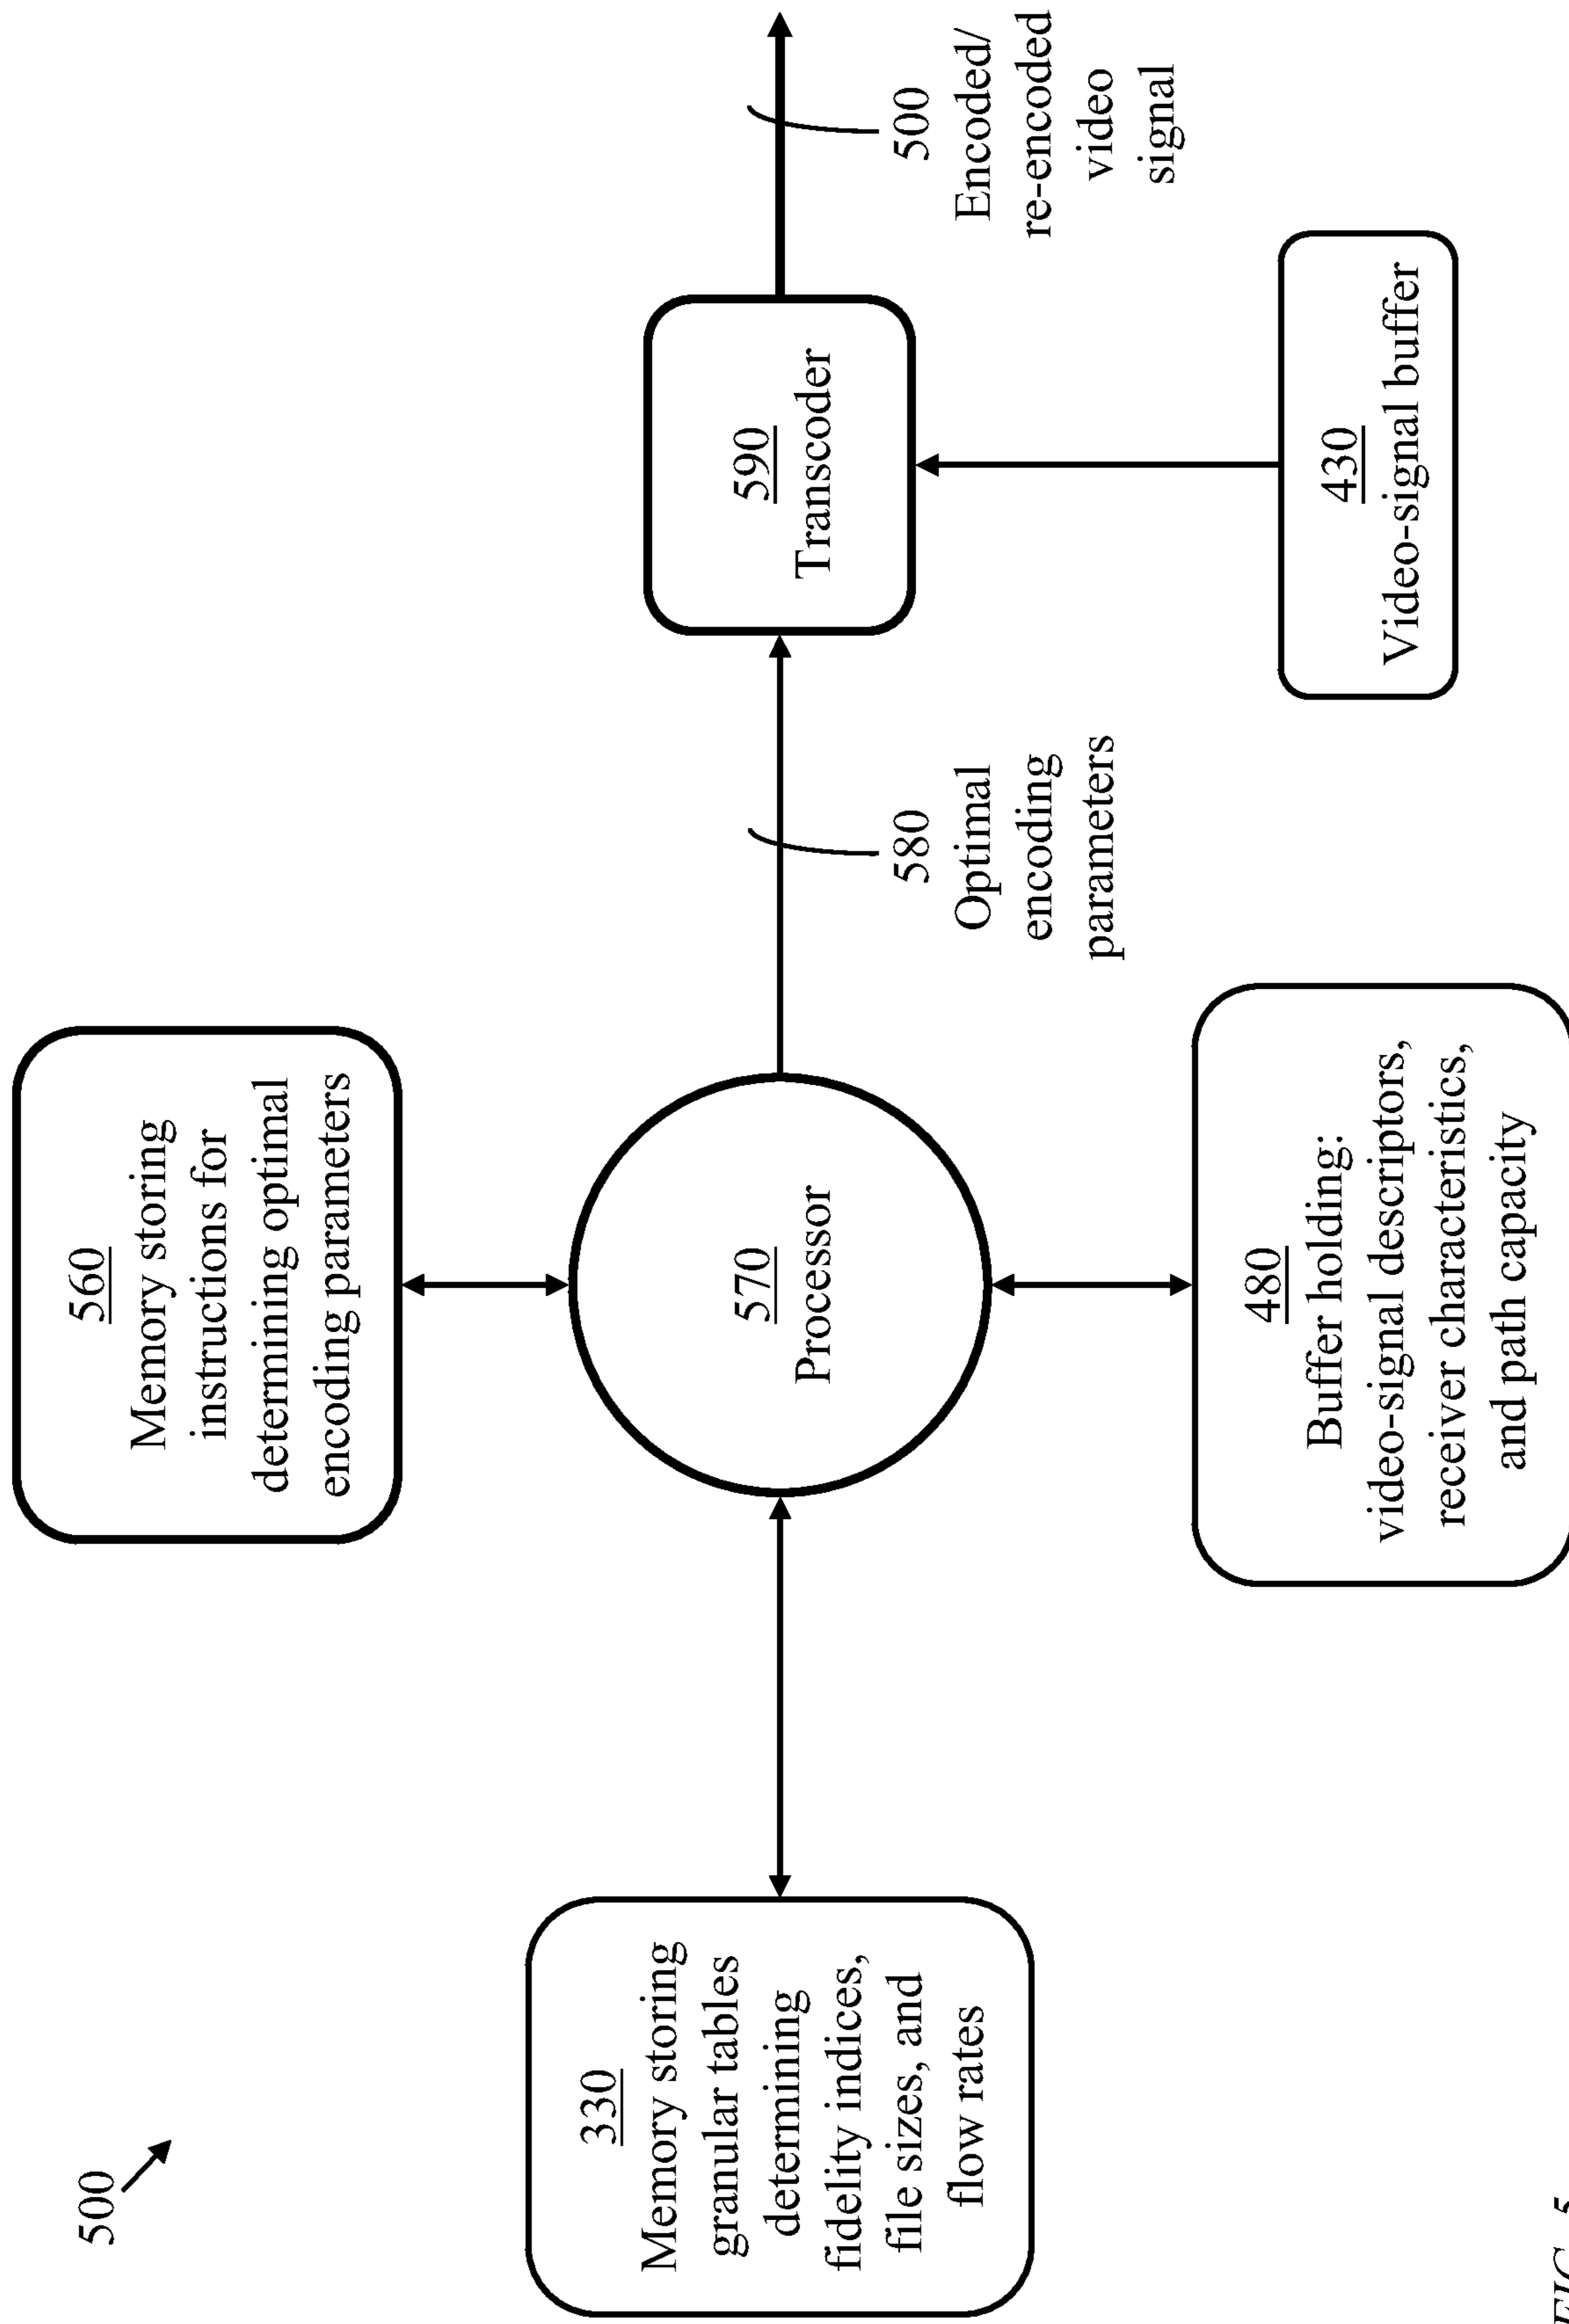 500
560
Memory storing
instructions for
determining optimal
encoding parameters
330
Memory storing
granular tables
determining
fidelity indices,
file sizes, and
flow rates
570
Processor
580
Optimal
encoding
parameters
590
Transcoder
500
Encoded/
re-encoded
video
signal
480
Buffer holding:
video-signal descriptors,
receiver characteristics,
and path capacity
430
Video-signal buffer
FIG. 5